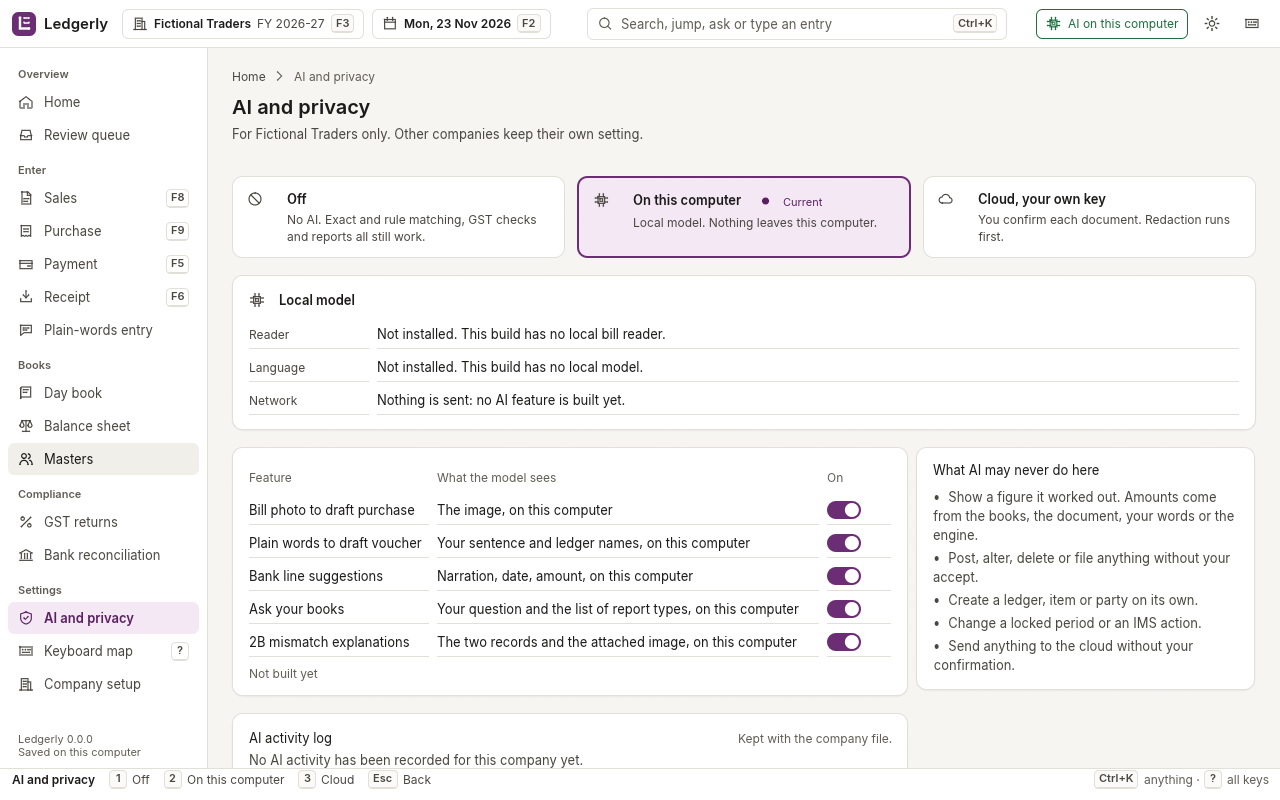 Ledgerly
Fictional Traders FY 2026-27 F3
Mon, 23 Nov 2026 F2
Search, jump, ask or type an entry Ctrl+K
AI on this computer
Overview
Home
Review queue
Enter
Sales F8
Purchase F9
Payment F5
Receipt F6
Plain-words entry
Books
Day book
Balance sheet
Masters
Compliance
GST returns
Bank reconciliation
Settings
AI and privacy
Keyboard map ?
Company setup
Ledgerly 0.0.0
Saved on this computer
Home > AI and privacy
AI and privacy
For Fictional Traders only. Other companies keep their own setting.
Off
No AI. Exact and rule matching, GST checks
and reports all still work.
On this computer • Current
Local model. Nothing leaves this computer.
Cloud, your own key
You confirm each document. Redaction runs
first.
Local model
Reader Not installed. This build has no local bill reader.
Language Not installed. This build has no local model.
Network Nothing is sent: no AI feature is built yet.
Feature What the model sees On
Bill photo to draft purchase The image, on this computer
Plain words to draft voucher Your sentence and ledger names, on this computer
Bank line suggestions Narration, date, amount, on this computer
Ask your books Your question and the list of report types, on this computer
2B mismatch explanations The two records and the attached image, on this computer
Not built yet
What AI may never do here
• Show a figure it worked out. Amounts come
from the books, the document, your words or the
engine.
• Post, alter, delete or file anything without your
accept.
• Create a ledger, item or party on its own.
• Change a locked period or an IMS action.
• Send anything to the cloud without your
confirmation.
AI activity log Kept with the company file.
No AI activity has been recorded for this company yet.
AI and privacy 1 Off 2 On this computer 3 Cloud Esc Back
Ctrl+K anything · ? all keys